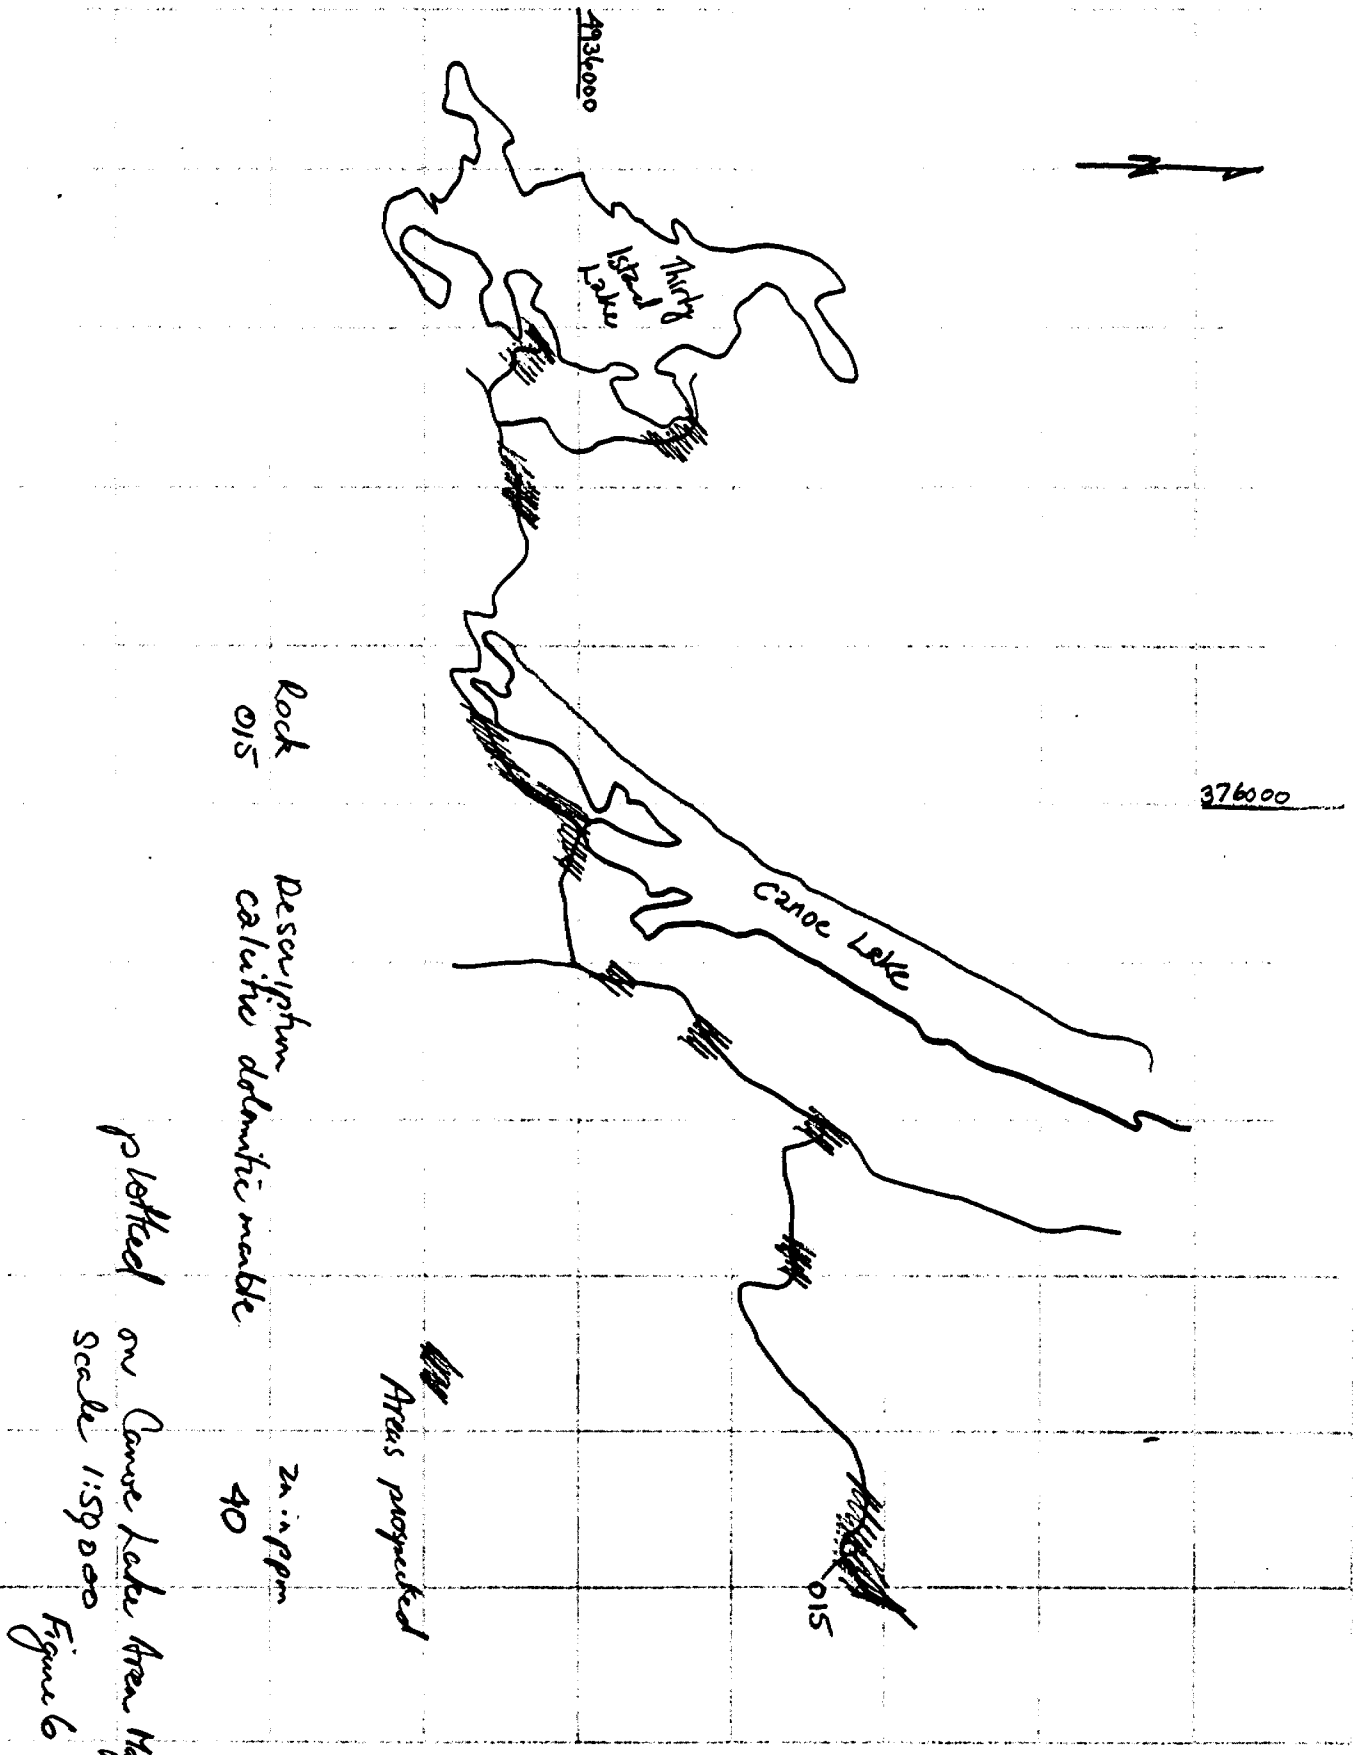 4936000
N
376000
Thirty
Island
Lake
Canoe Lake
015
Areas prospected
Rock Description Zn in ppm
015 calcitic dolomitic marble 40
plotted on Canoe Lake Area
scale 1:50,000
Figure 6